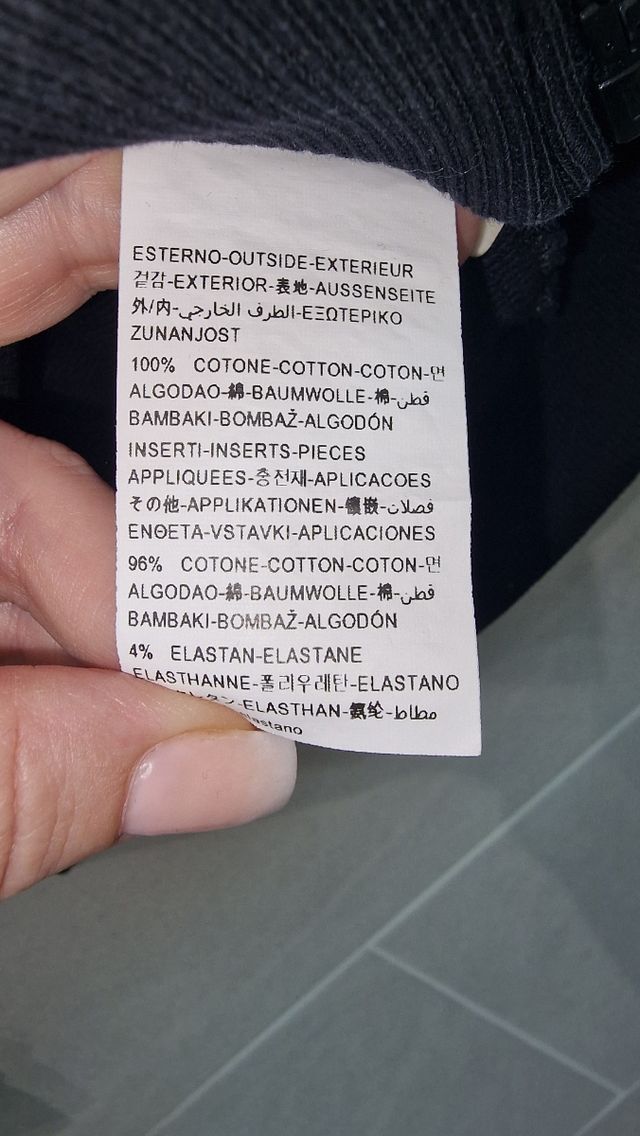 ESTERNO-OUTSIDE-EXTERIEUR
겉감-EXTERIOR-表地-AUSSENSEITE
外/内-الطرف الخارجي-ΕΞΩΤΕΡΙΚΟ
ZUNANJOST
100% COTONE-COTTON-COTON-면
ALGODAO-綿-BAUMWOLLE-棉-قطن
BAMBAKI-BOMBAŽ-ALGODÓN
INSERTI-INSERTS-PIECES
APPLIQUEES-충전재-APLICACOES
その他-APPLIKATIONEN-镶嵌-فصلات
ΕΝΘΕΤΑ-VSTAVKI-APLICACIONES
96% COTONE-COTTON-COTON-면
ALGODAO-綿-BAUMWOLLE-棉-قطن
BAMBAKI-BOMBAŽ-ALGODÓN
4% ELASTAN-ELASTANE
ELASTHANNE-폴리우레탄-ELASTANO
-ELASTHAN-氨纶-مطاط